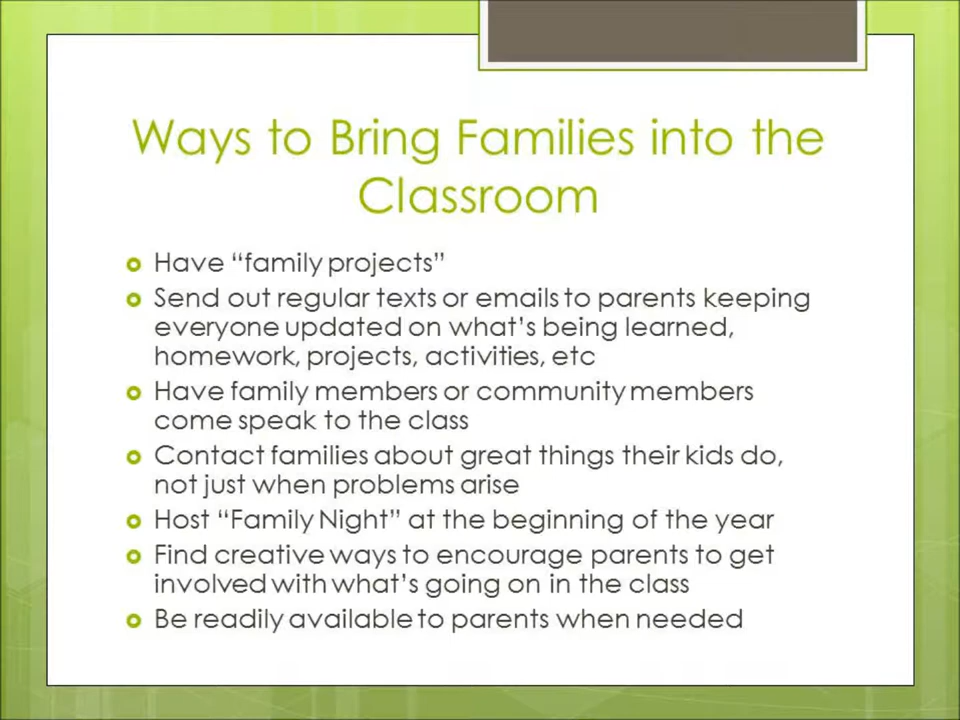 Ways to Bring Families into the
Classroom
Have “family projects”
Send out regular texts or emails to parents keeping
everyone updated on what’s being learned,
homework, projects, activities, etc
Have family members or community members
come speak to the class
Contact families about great things their kids do,
not just when problems arise
Host “Family Night” at the beginning of the year
Find creative ways to encourage parents to get
involved with what’s going on in the class
Be readily available to parents when needed